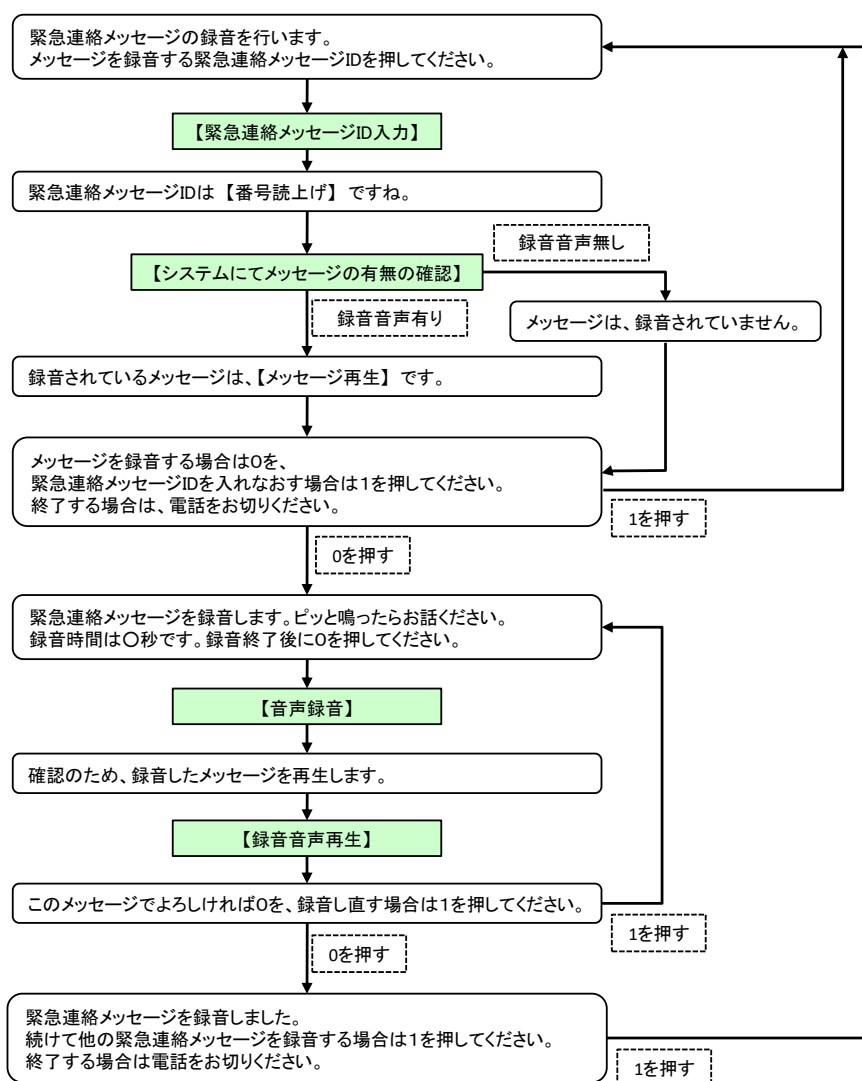 緊急連絡メッセージの録音を行います。
メッセージを録音する緊急連絡メッセージIDを押してください。
【緊急連絡メッセージID入力】
緊急連絡メッセージIDは 【番号読上げ】 ですね。
録音音声無し
【システムにてメッセージの有無の確認】
録音音声有り
メッセージは、録音されていません。
録音されているメッセージは、【メッセージ再生】 です。
メッセージを録音する場合は0を、
緊急連絡メッセージIDを入れなおす場合は1を押してください。
終了する場合は、電話をお切りください。
1を押す
0を押す
緊急連絡メッセージを録音します。ピッと鳴ったらお話ください。
録音時間は〇秒です。録音終了後に0を押してください。
【音声録音】
確認のため、録音したメッセージを再生します。
【録音音声再生】
このメッセージでよろしければ0を、録音し直す場合は1を押してください。
1を押す
0を押す
緊急連絡メッセージを録音しました。
続けて他の緊急連絡メッセージを録音する場合は1を押してください。
終了する場合は電話をお切りください。
1を押す